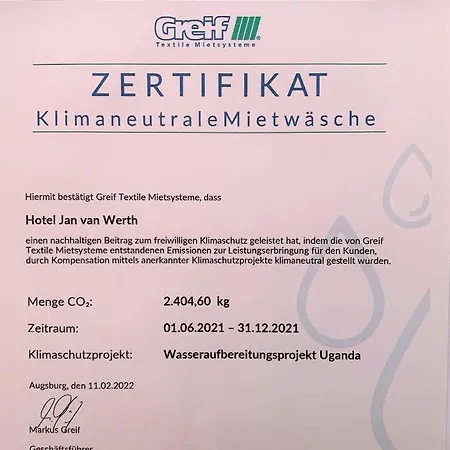 Greif
Textile Mietsysteme
ZERTIFIKAT
Klimaneutrale Mietwäsche
Hiermit bestätigt Greif Textile Mietsysteme, dass
Hotel Jan van Werth
einen nachhaltigen Beitrag zum freiwilligen Klimaschutz geleistet hat, indem die von Greif
Textile Mietsysteme entstandenen Emissionen zur Leistungserbringung für den Kunden,
durch Kompensation mittels anerkannter Klimaschutzprojekte klimaneutral gestellt wurden.
Menge CO₂: 2.404,60 kg
Zeitraum: 01.06.2021 – 31.12.2021
Klimaschutzprojekt: Wasseraufbereitungsprojekt Uganda
Augsburg, den 11.02.2022
Markus Greif
Geschäftsführer